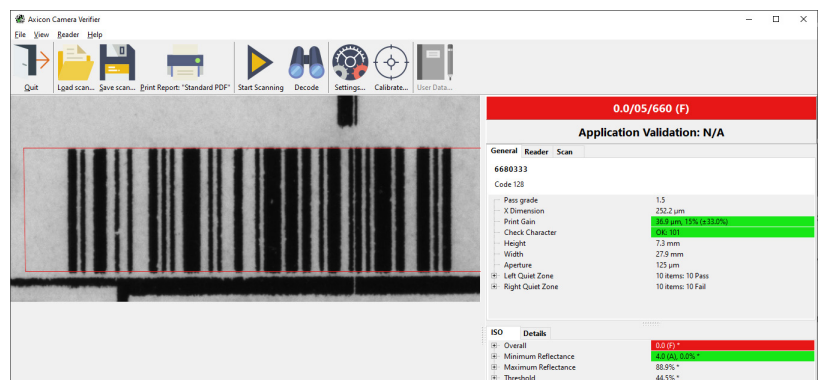 Axicon Camera Verifier
File View Reader Help
Quit Load scan... Save scan... Print Report: "Standard PDF" Start Scanning Decode Settings... Calibrate... User Data...
0.0/05/660 (F)
Application Validation: N/A
General Reader Scan
6680333
Code 128
Pass grade 1.5
X Dimension 252.2 µm
Print Gain 36.9 µm, 15% (±33.0%)
Check Character OK: 101
Height 7.3 mm
Width 27.9 mm
Aperture 125 µm
Left Quiet Zone 10 items: 10 Pass
Right Quiet Zone 10 items: 10 Fail
ISO Details
Overall 0.0 (F) *
Minimum Reflectance 4.0 (A), 0.0% *
Maximum Reflectance 88.9% *
Threshold 44.5% *